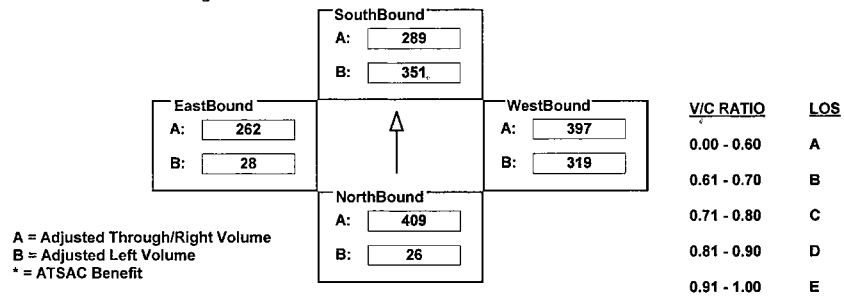 SouthBound
A: 289
B: 351
EastBound
A: 262
B: 28
WestBound
A: 397
B: 319
NorthBound
A: 409
B: 26
A = Adjusted Through/Right Volume
B = Adjusted Left Volume
* = ATSAC Benefit
V/C RATIO LOS
0.00 - 0.60 A
0.61 - 0.70 B
0.71 - 0.80 C
0.81 - 0.90 D
0.91 - 1.00 E